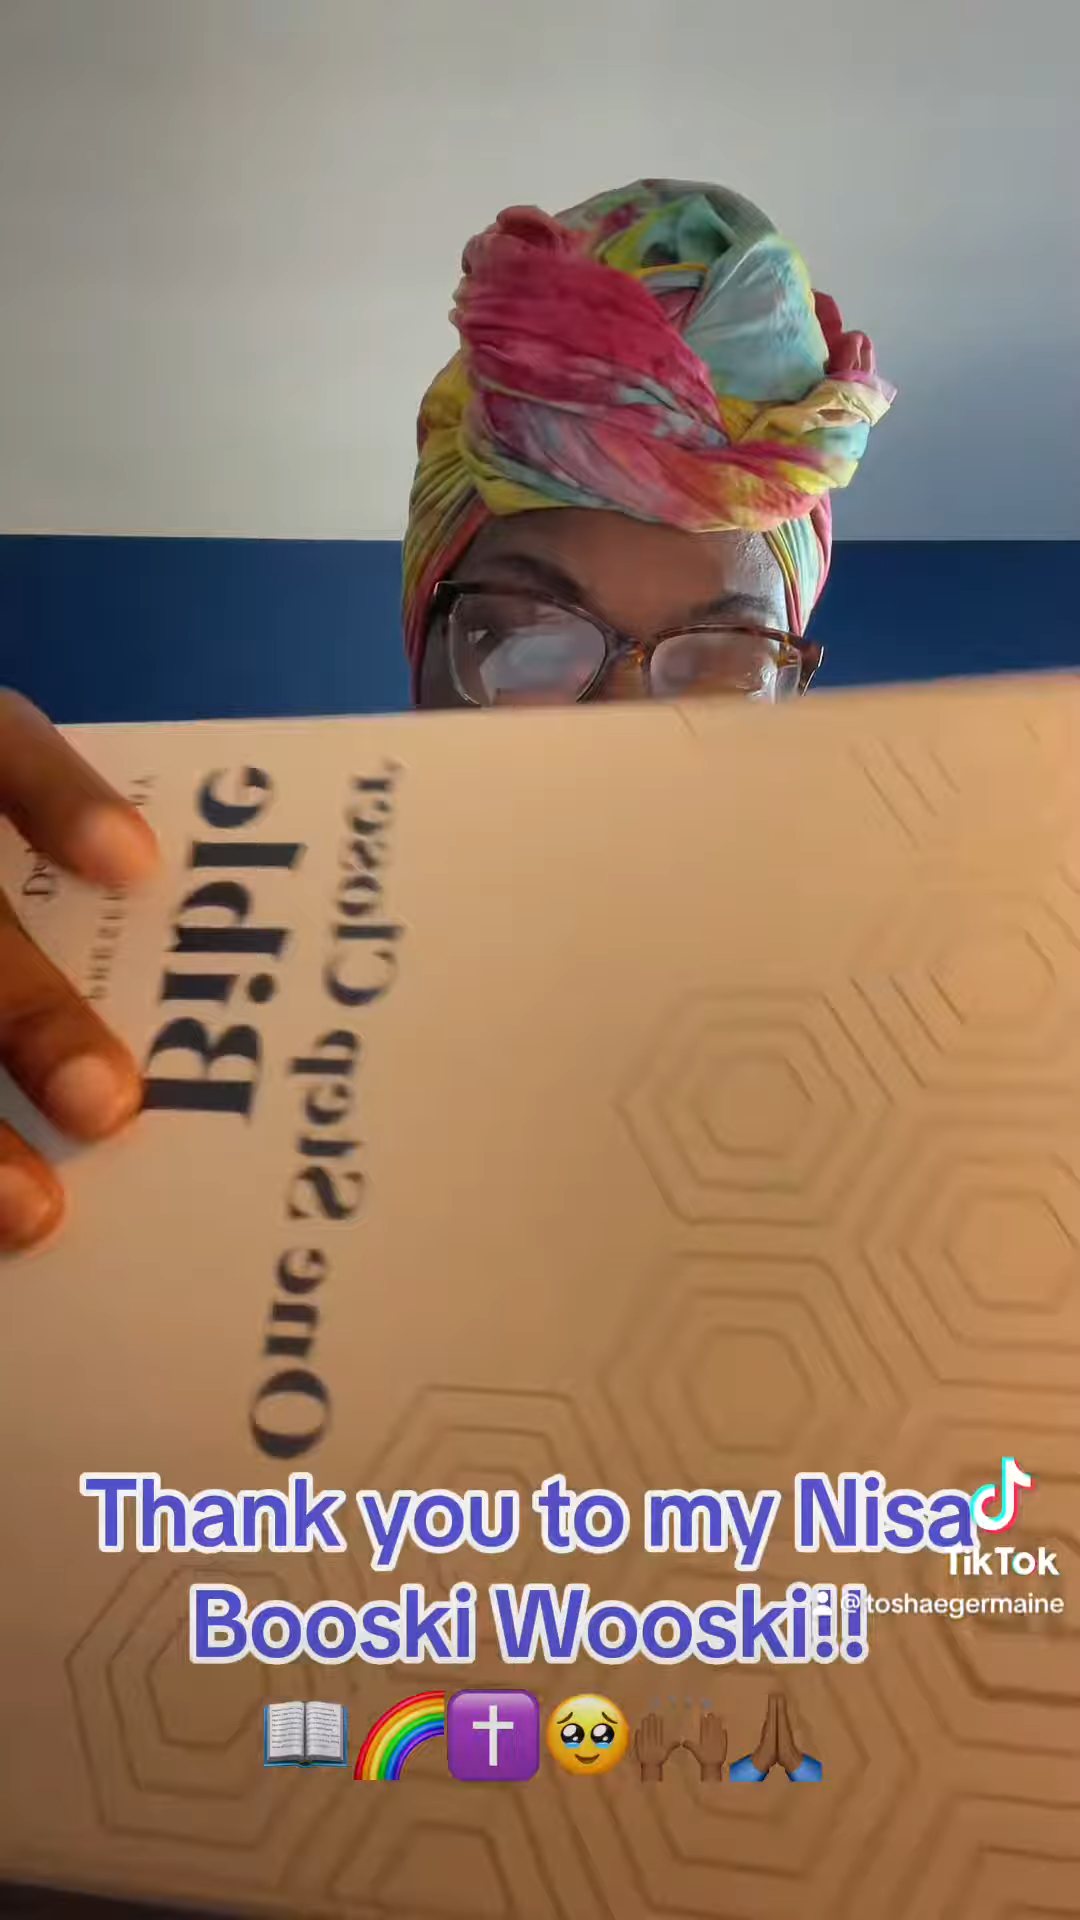 Bible
One Step Closer
Thank you to my Nisa
Booski Wooski!!
TikTok
@toshaegermaine